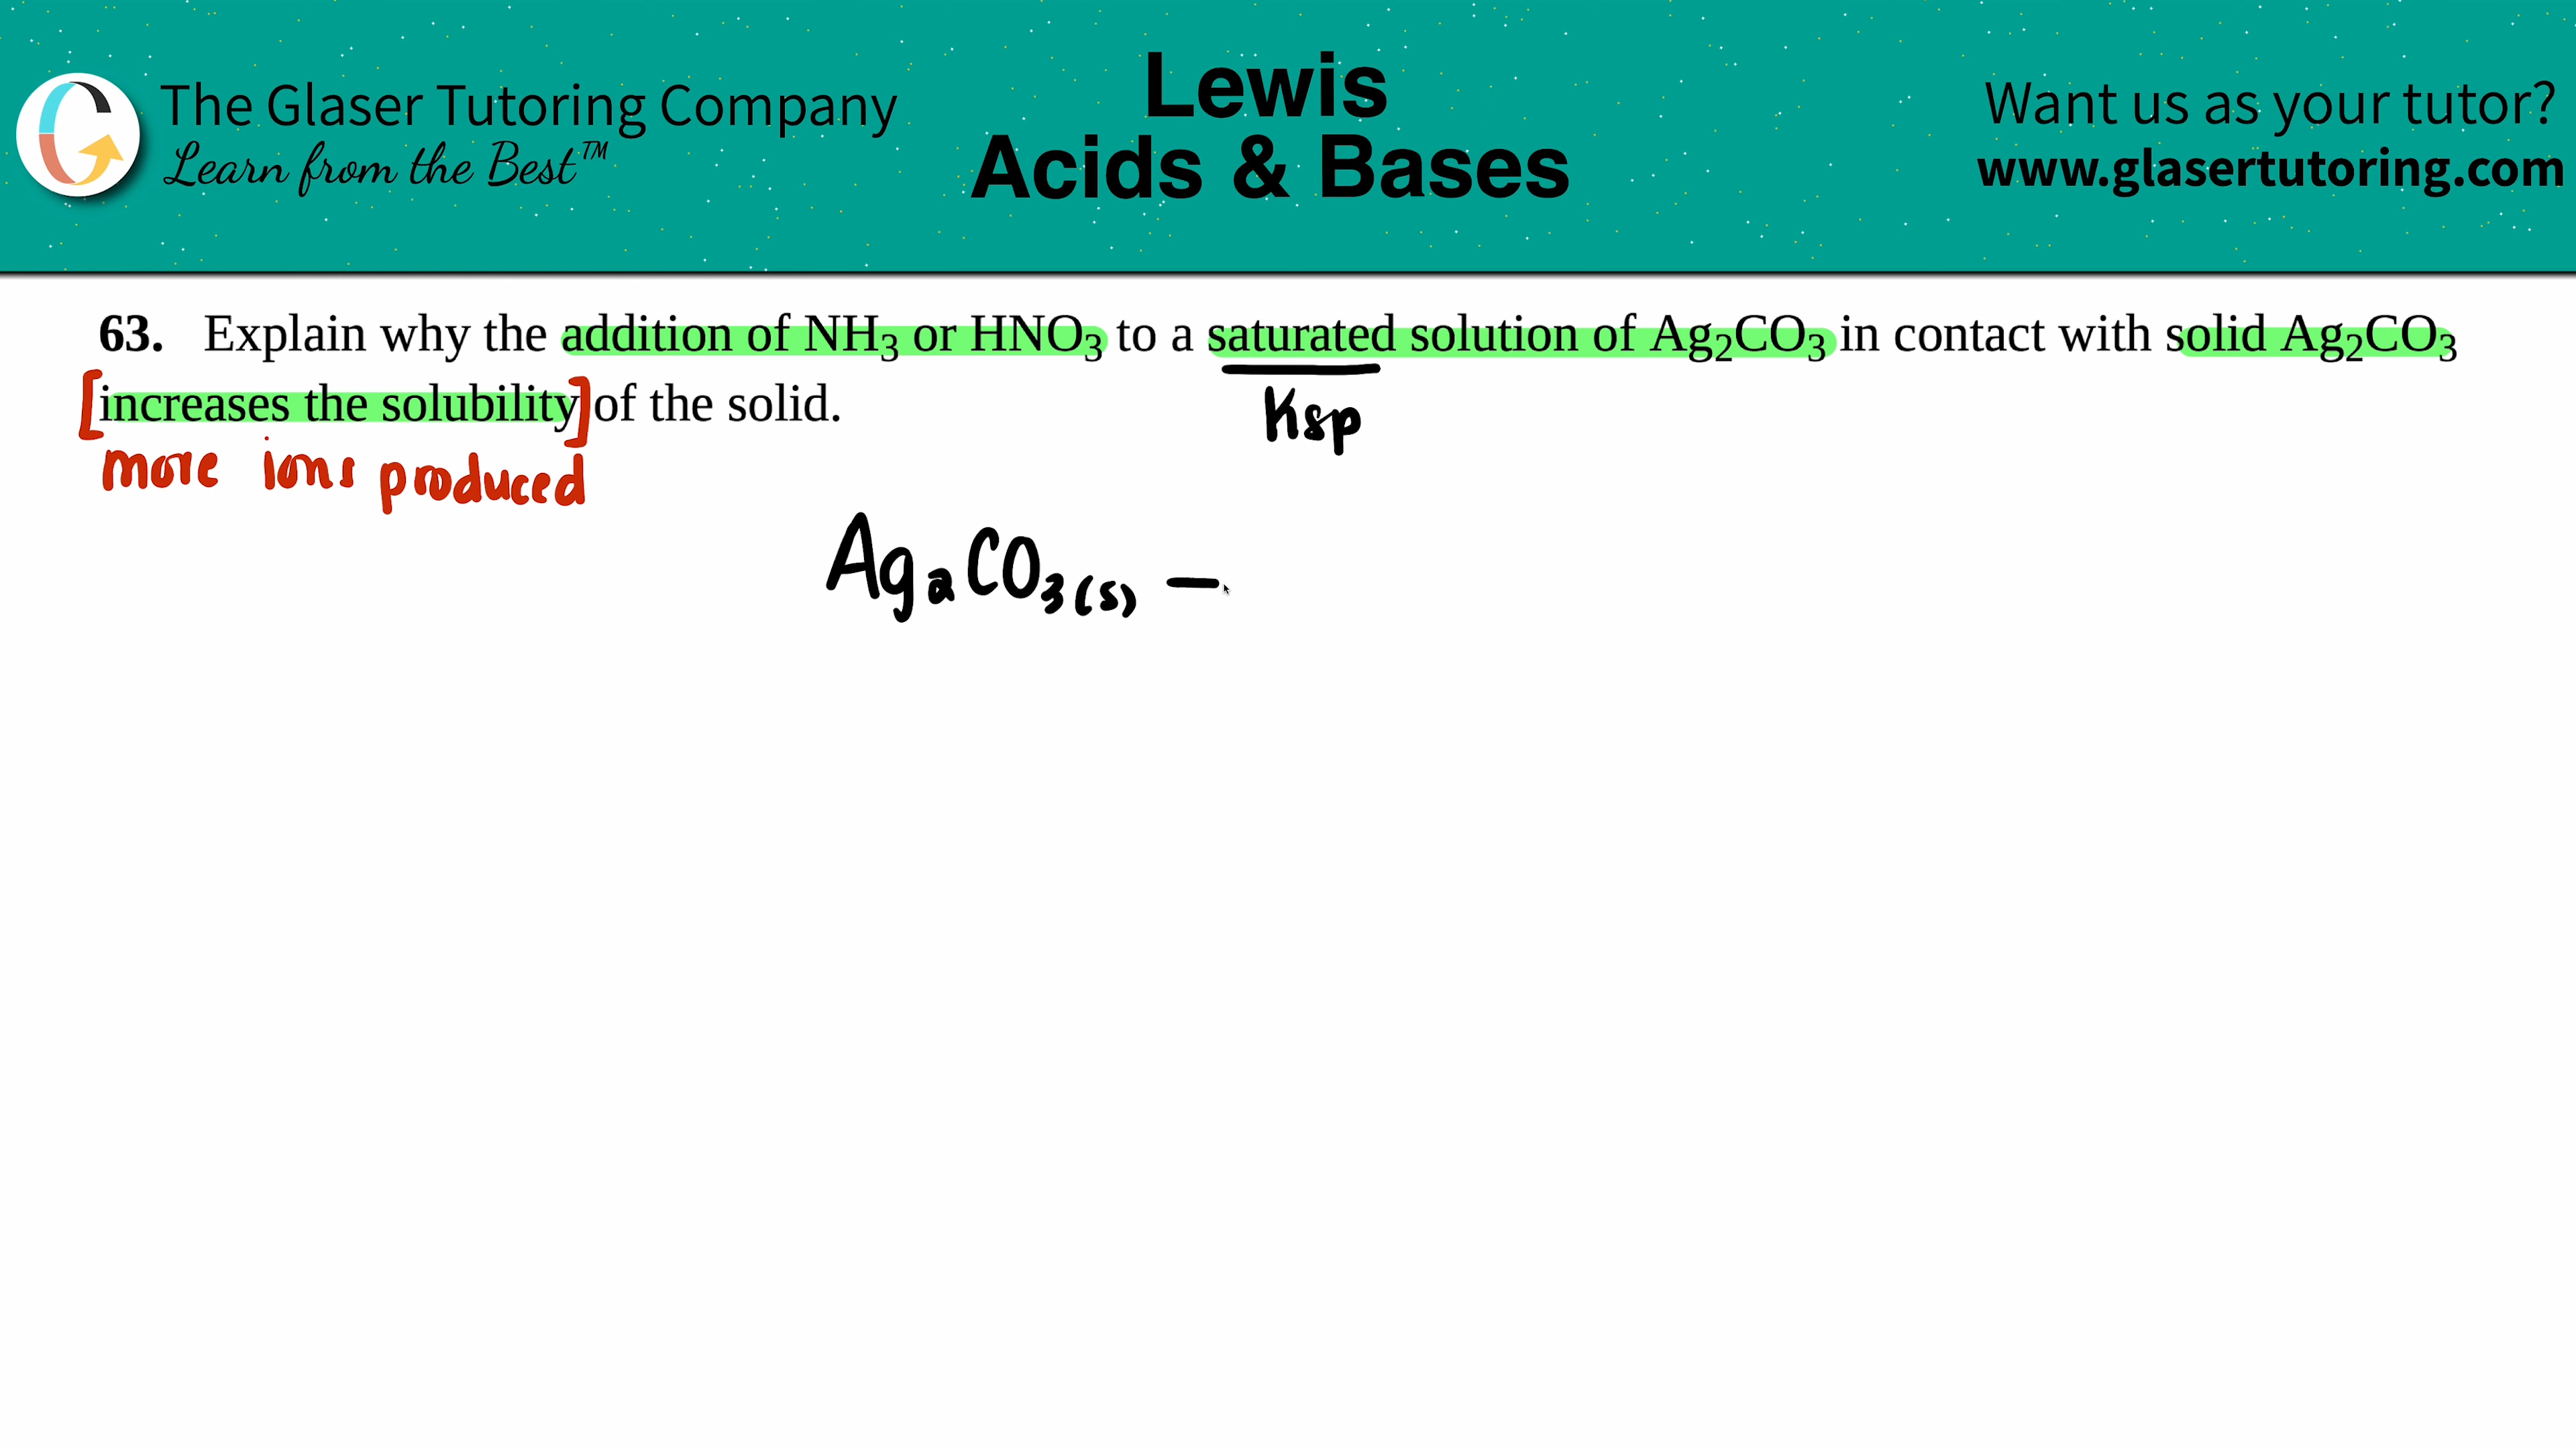 The Glaser Tutoring Company
Learn from the Best™
Lewis
Acids & Bases
Want us as your tutor?
www.glasertutoring.com
63. Explain why the addition of NH₃ or HNO₃ to a saturated solution of Ag₂CO₃ in contact with solid Ag₂CO₃
[increases the solubility] of the solid.
Ksp
more ions produced
Ag₂CO₃(s) —